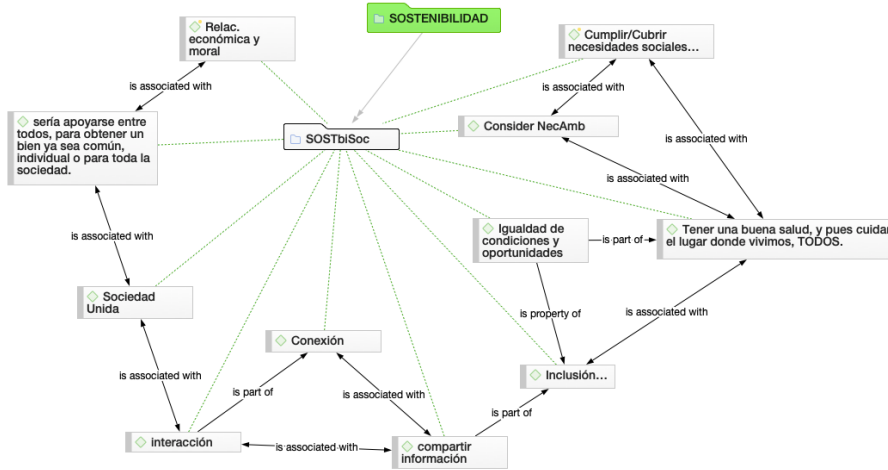 SOSTENIBILIDAD
Relac.
económica y
moral
Cumplir/Cubrir
necesidades sociales…
is associated with
is associated with
sería apoyarse entre
todos, para obtener un
bien ya sea común,
individual o para toda la
sociedad.
SOSTbiSoc
Consider NecAmb
is associated with
is associated with
is associated with
Igualdad de
condiciones y
oportunidades
is part of
Tener una buena salud, y pues cuidar
el lugar donde vivimos, TODOS.
Sociedad
Unida
is property of
is associated with
Conexión
is associated with
Inclusión…
is part of
is associated with
is part of
interacción
is associated with
compartir
información